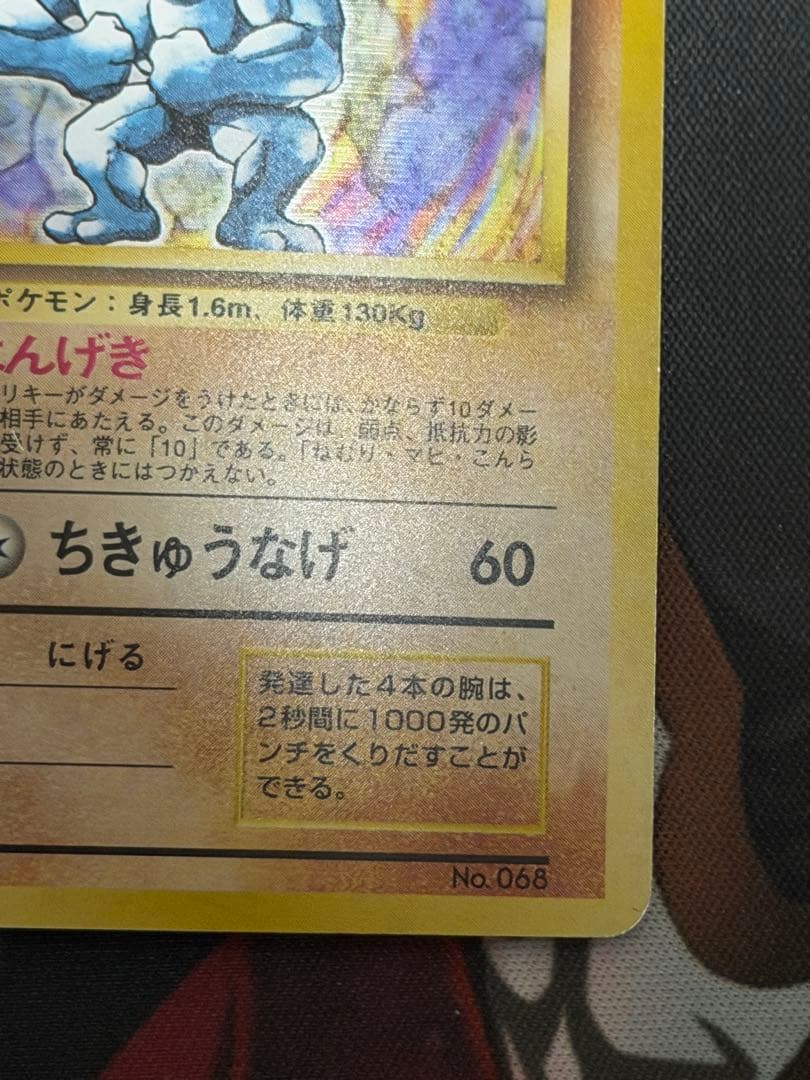 ポケモン：身長1.6m、体重130Kg
んげき
リキーがダメージをうけたときには、かならず10ダメー
相手にあたえる。このダメージは、弱点、抵抗力の影
受けず、常に「10」である。「ねむり・マヒ・こんら
状態のときにはつかえない。
ちきゅうなげ 60
にげる
発達した4本の腕は、
2秒間に1000発のパ
ンチをくりだすことが
できる。
No.068